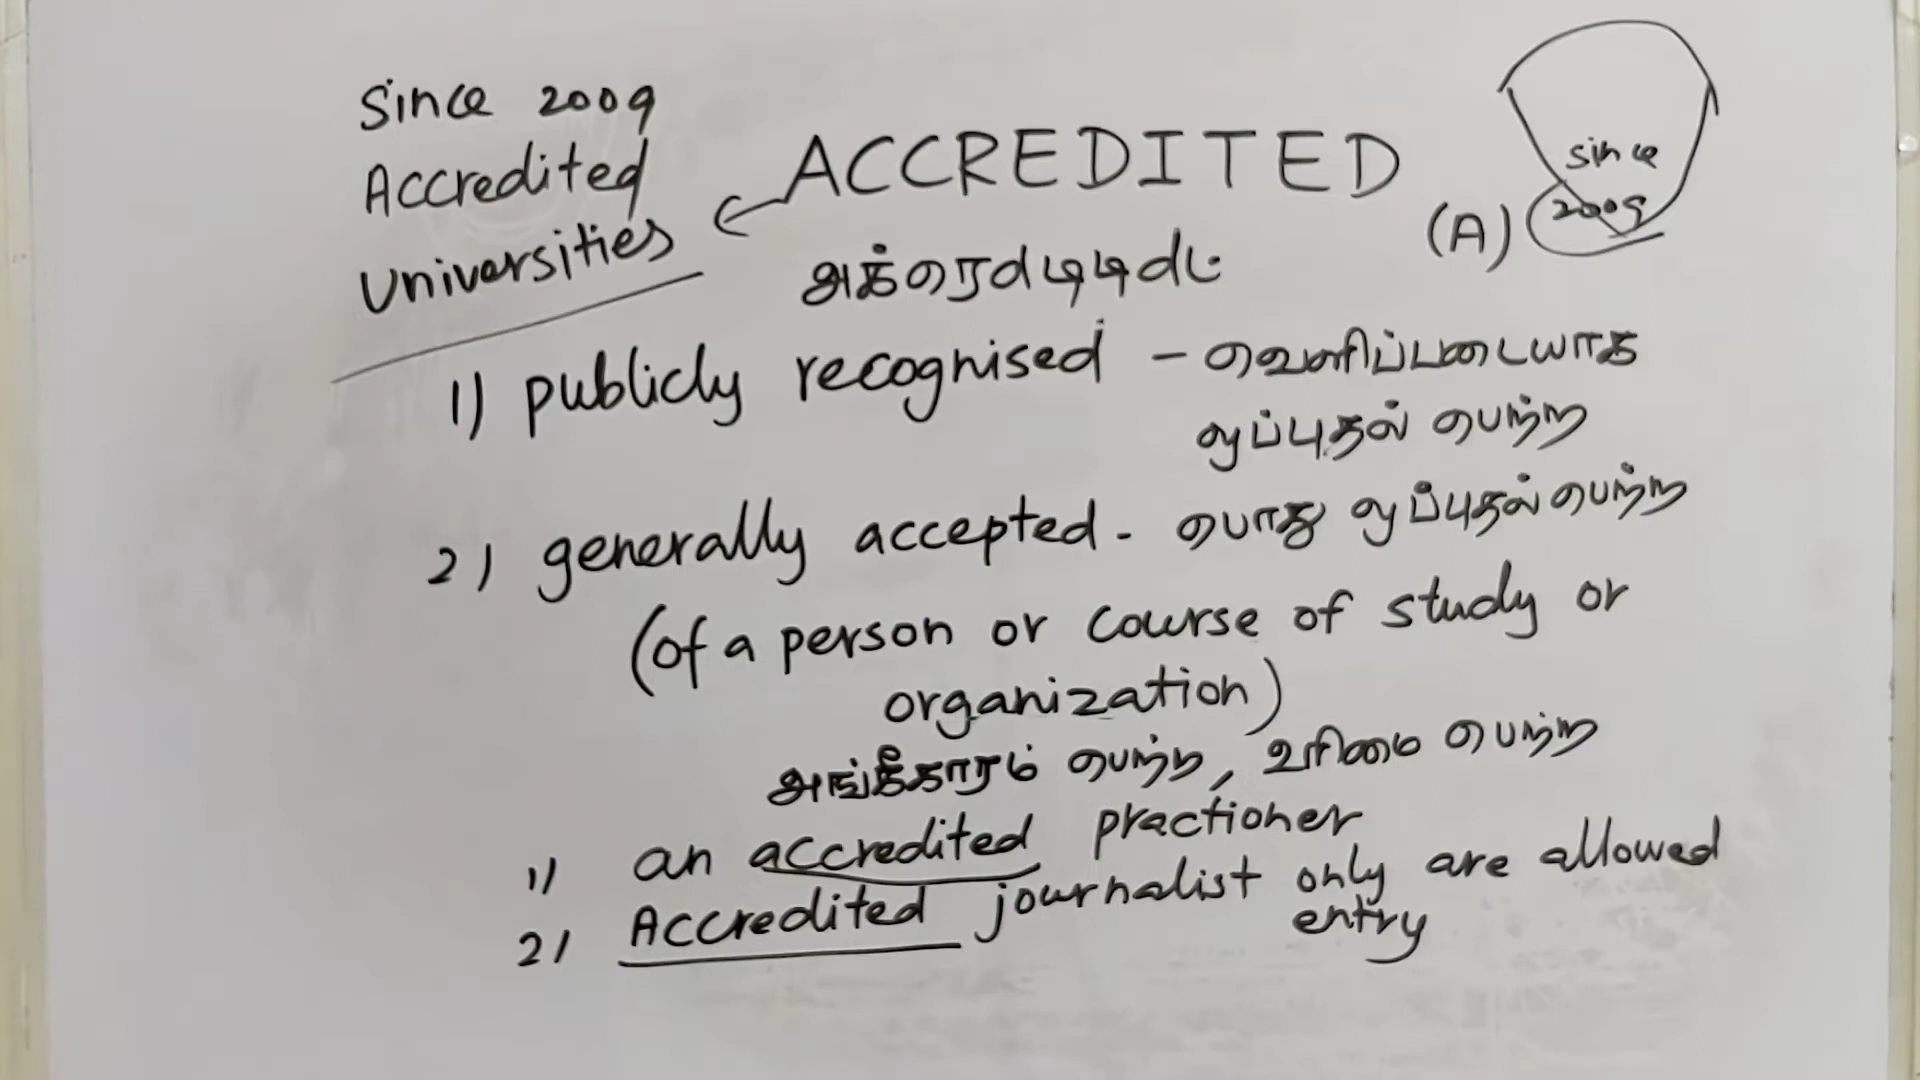 Since 2009
Accredited
Universities
ACCREDITED
(A)
since
2009
அக்ரெடிடிடீட்
1) publicly recognised - வெளிப்படையாக
ஒப்புதல் பெற்ற
2) generally accepted - பொது ஒப்புதல் பெற்ற
(of a person or course of study or
organization)
அங்கீகாரம் பெற்ற, உரிமை பெற்ற
1) an accredited practioner
2) Accredited journalist only are allowed
entry